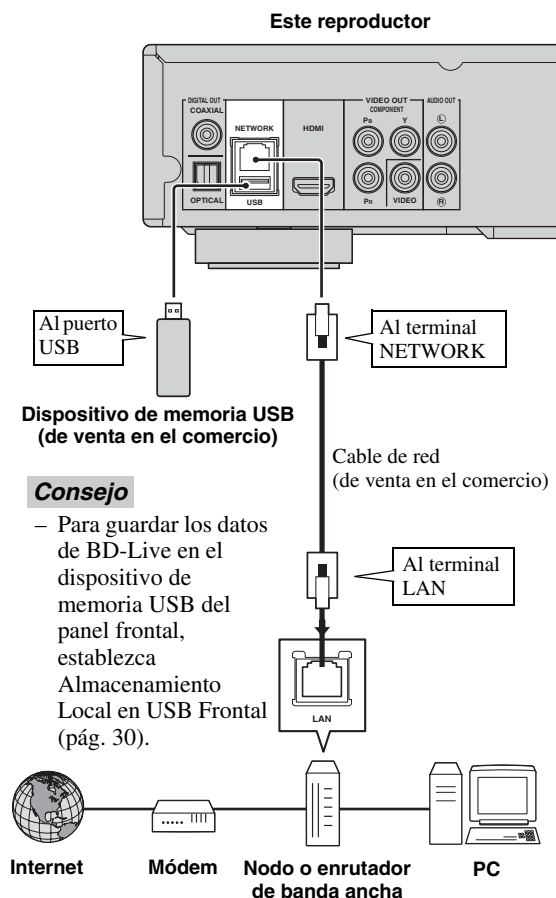 Este reproductor
DIGITAL OUT
COAXIAL
OPTICAL
NETWORK
USB
HDMI
VIDEO OUT
COMPONENT
PB
Y
PR
VIDEO
AUDIO OUT
L
R
Al puerto
USB
Al terminal
NETWORK
Dispositivo de memoria USB
(de venta en el comercio)
Cable de red
(de venta en el comercio)
Consejo
– Para guardar los datos
de BD-Live en el
dispositivo de
memoria USB del
panel frontal,
establezca
Almacenamiento
Local en USB Frontal
(pág. 30).
Al terminal
LAN
LAN
Internet
Módem
Nodo o enrutador
de banda ancha
PC